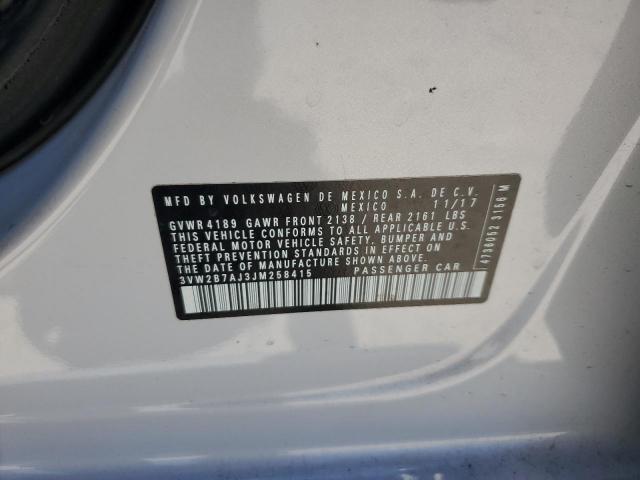 MFD BY VOLKSWAGEN DE MEXICO S.A. DE C.V.
MEXICO 11/17
GVWR 4189 GAWR FRONT 2138 / REAR 2161 LBS
THIS VEHICLE CONFORMS TO ALL APPLICABLE U.S.
FEDERAL MOTOR VEHICLE SAFETY, BUMPER AND
THEFT PREVENTION STANDARDS IN EFFECT ON
THE DATE OF MANUFACTURE SHOWN ABOVE.
3VW2B7AJ3JM258415 PASSENGER CAR
4738052 3156 M